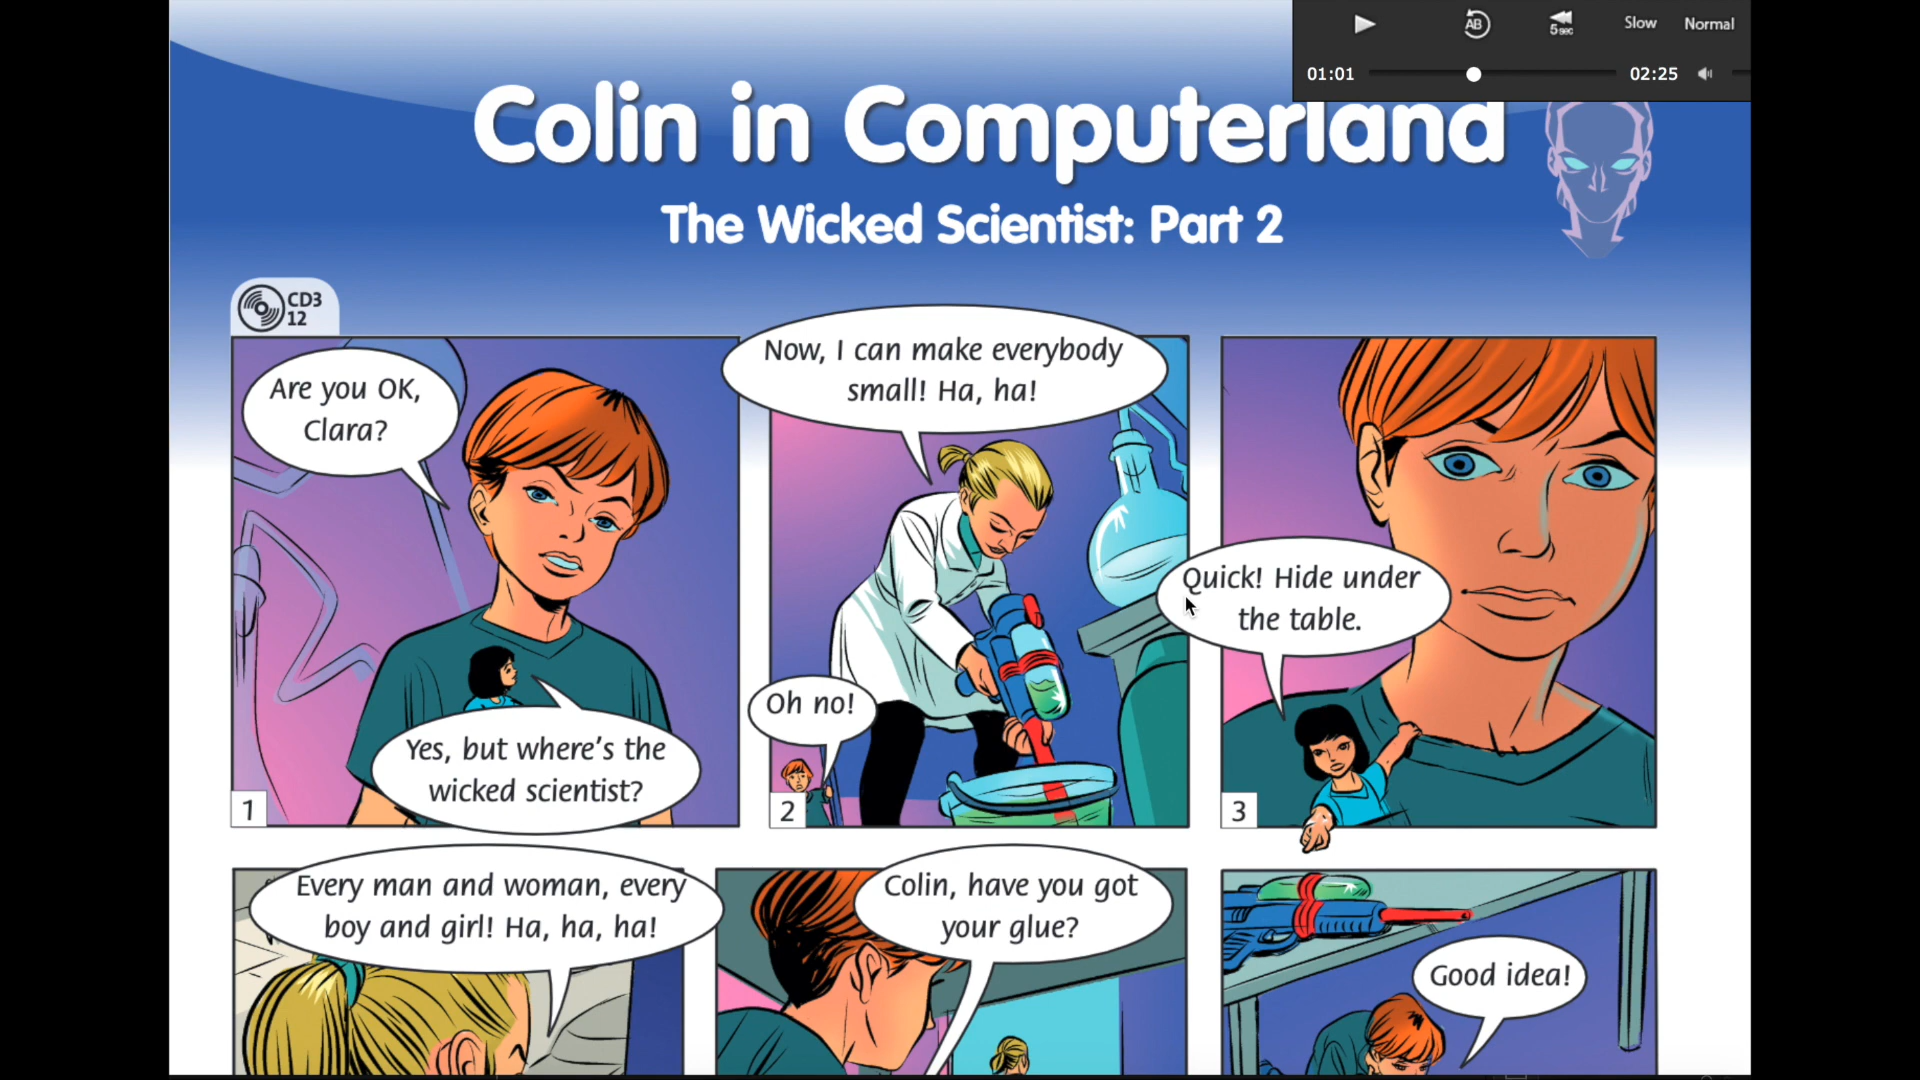 Slow Normal
5 sec
AB
01:01 02:25
Colin in Computerland
The Wicked Scientist: Part 2
CD3
12
Are you OK,
Clara?
Yes, but where's the
wicked scientist?
1
Now, I can make everybody
small! Ha, ha!
Oh no!
2
Quick! Hide under
the table.
3
Every man and woman, every
boy and girl! Ha, ha, ha!
Colin, have you got
your glue?
Good idea!